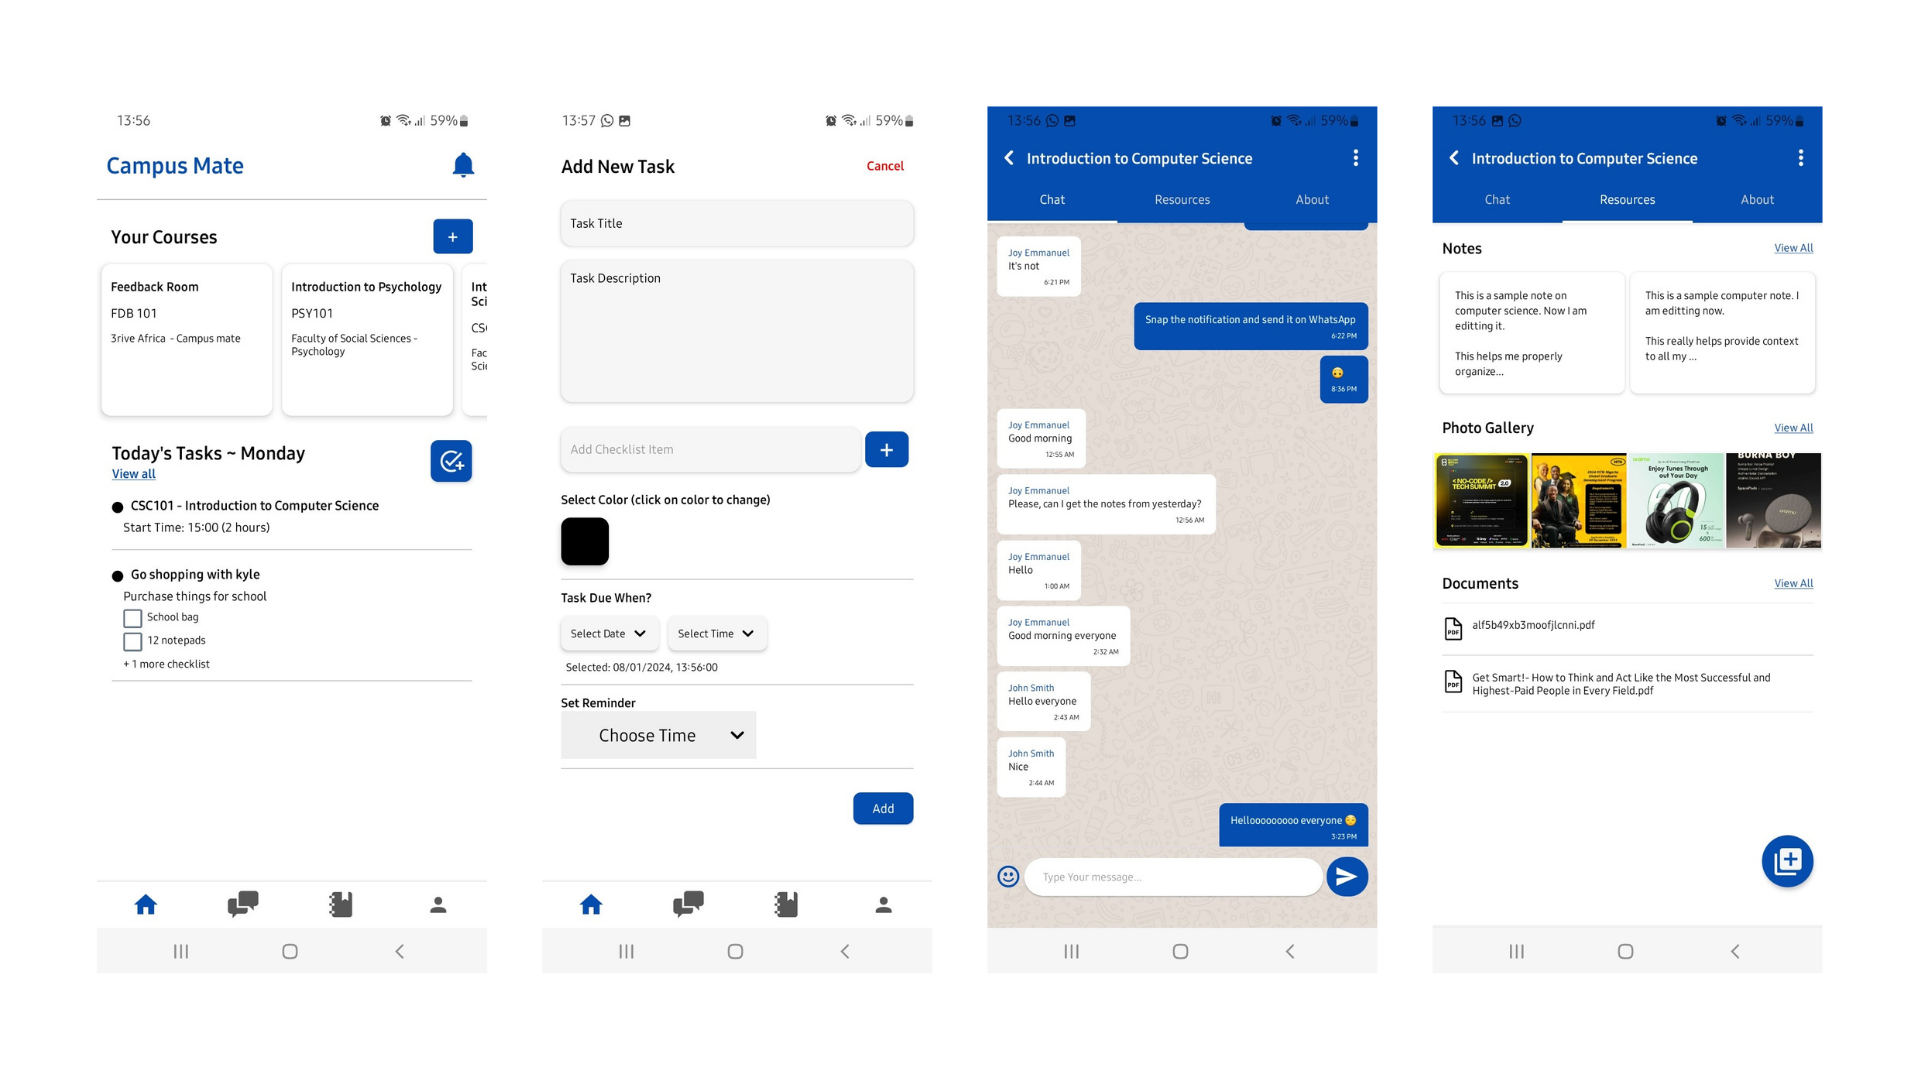 13:56
59%
Campus Mate
Your Courses
+
Feedback Room
FDB 101
3rive Africa - Campus mate
Introduction to Psychology
PSY101
Faculty of Social Sciences -
Psychology
Int
Sci
CS
Fac
Scie
Today's Tasks ~ Monday
View all
CSC101 - Introduction to Computer Science
Start Time: 15:00 (2 hours)
Go shopping with kyle
Purchase things for school
School bag
12 notepads
+ 1 more checklist
13:57
59%
Add New Task
Cancel
Task Title
Task Description
Add Checklist Item
+
Select Color (click on color to change)
Task Due When?
Select Date
Select Time
Selected: 08/01/2024, 13:56:00
Set Reminder
Choose Time
Add
13:56
59%
Introduction to Computer Science
Chat
Resources
About
Joy Emmanuel
It's not
6:21 PM
Snap the notification and send it on WhatsApp
6:22 PM
8:36 PM
Joy Emmanuel
Good morning
12:55 AM
Joy Emmanuel
Please, can I get the notes from yesterday?
12:56 AM
Joy Emmanuel
Hello
1:00 AM
Joy Emmanuel
Good morning everyone
2:32 AM
John Smith
Hello everyone
2:43 AM
John Smith
Nice
2:44 AM
Helloooooooooo everyone
3:23 PM
Type Your message...
13:56
59%
Introduction to Computer Science
Chat
Resources
About
Notes
View All
This is a sample note on
computer science. Now I am
editting it.
This helps me properly
organize...
This is a sample computer note. I
am editting now.
This really helps provide context
to all my ...
Photo Gallery
View All
<NO-CODE/>
TECH SUMMIT 2.0
Enjoy Tunes Through
out Your Day
BURNA BOY
Documents
View All
PDF
alf5b49xb3moofjlcnni.pdf
PDF
Get Smart!- How to Think and Act Like the Most Successful and
Highest-Paid People in Every Field.pdf